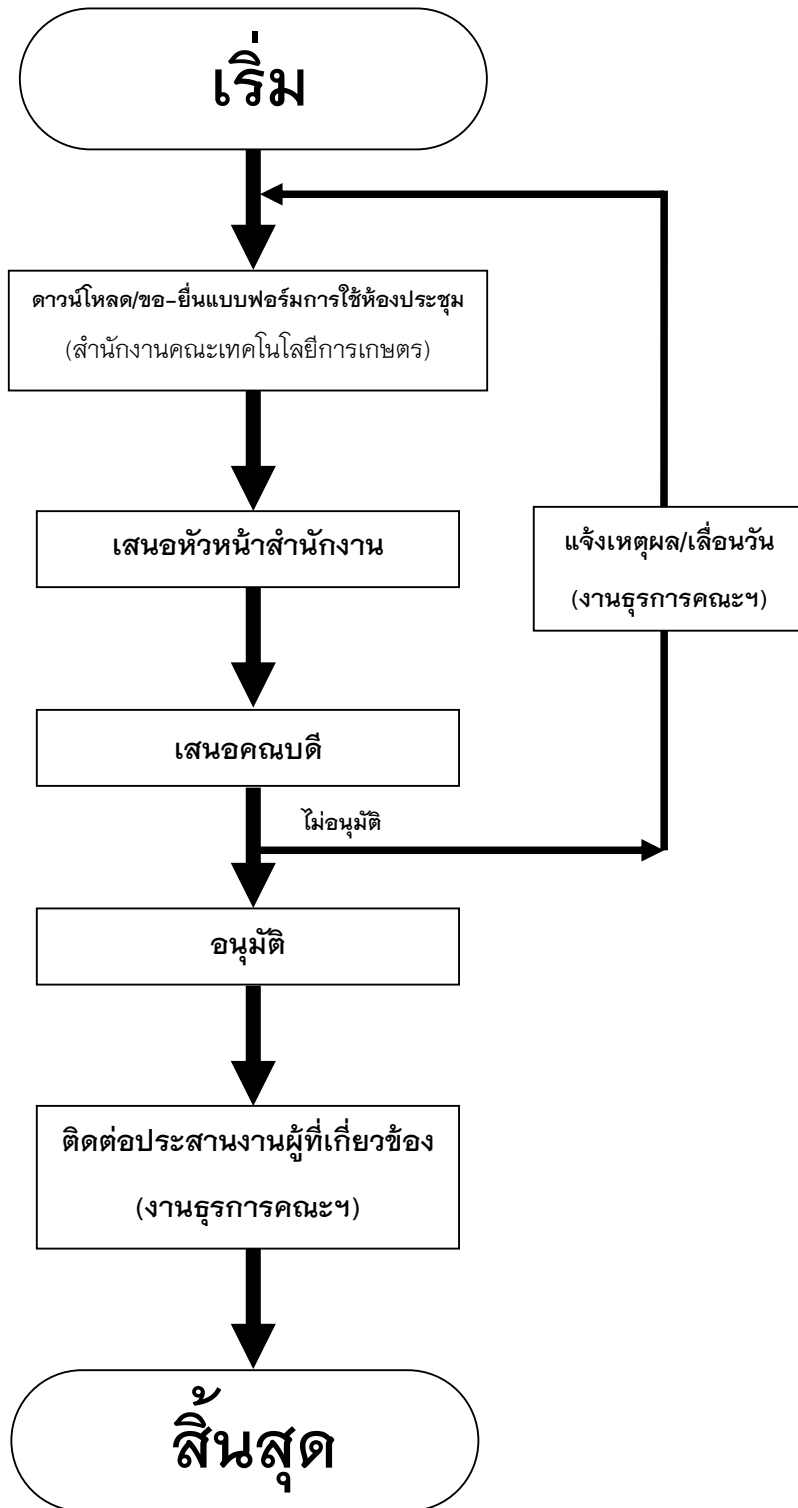 เริ่ม
ดาวน์โหลด/ขอ-ยื่นแบบฟอร์มการใช้ห้องประชุม
(สำนักงานคณะเทคโนโลยีการเกษตร)
เสนอหัวหน้าสำนักงาน
แจ้งเหตุผล/เลื่อนวัน
(งานธุรการคณะฯ)
เสนอคณบดี
ไม่อนุมัติ
อนุมัติ
ติดต่อประสานงานผู้ที่เกี่ยวข้อง
(งานธุรการคณะฯ)
สิ้นสุด